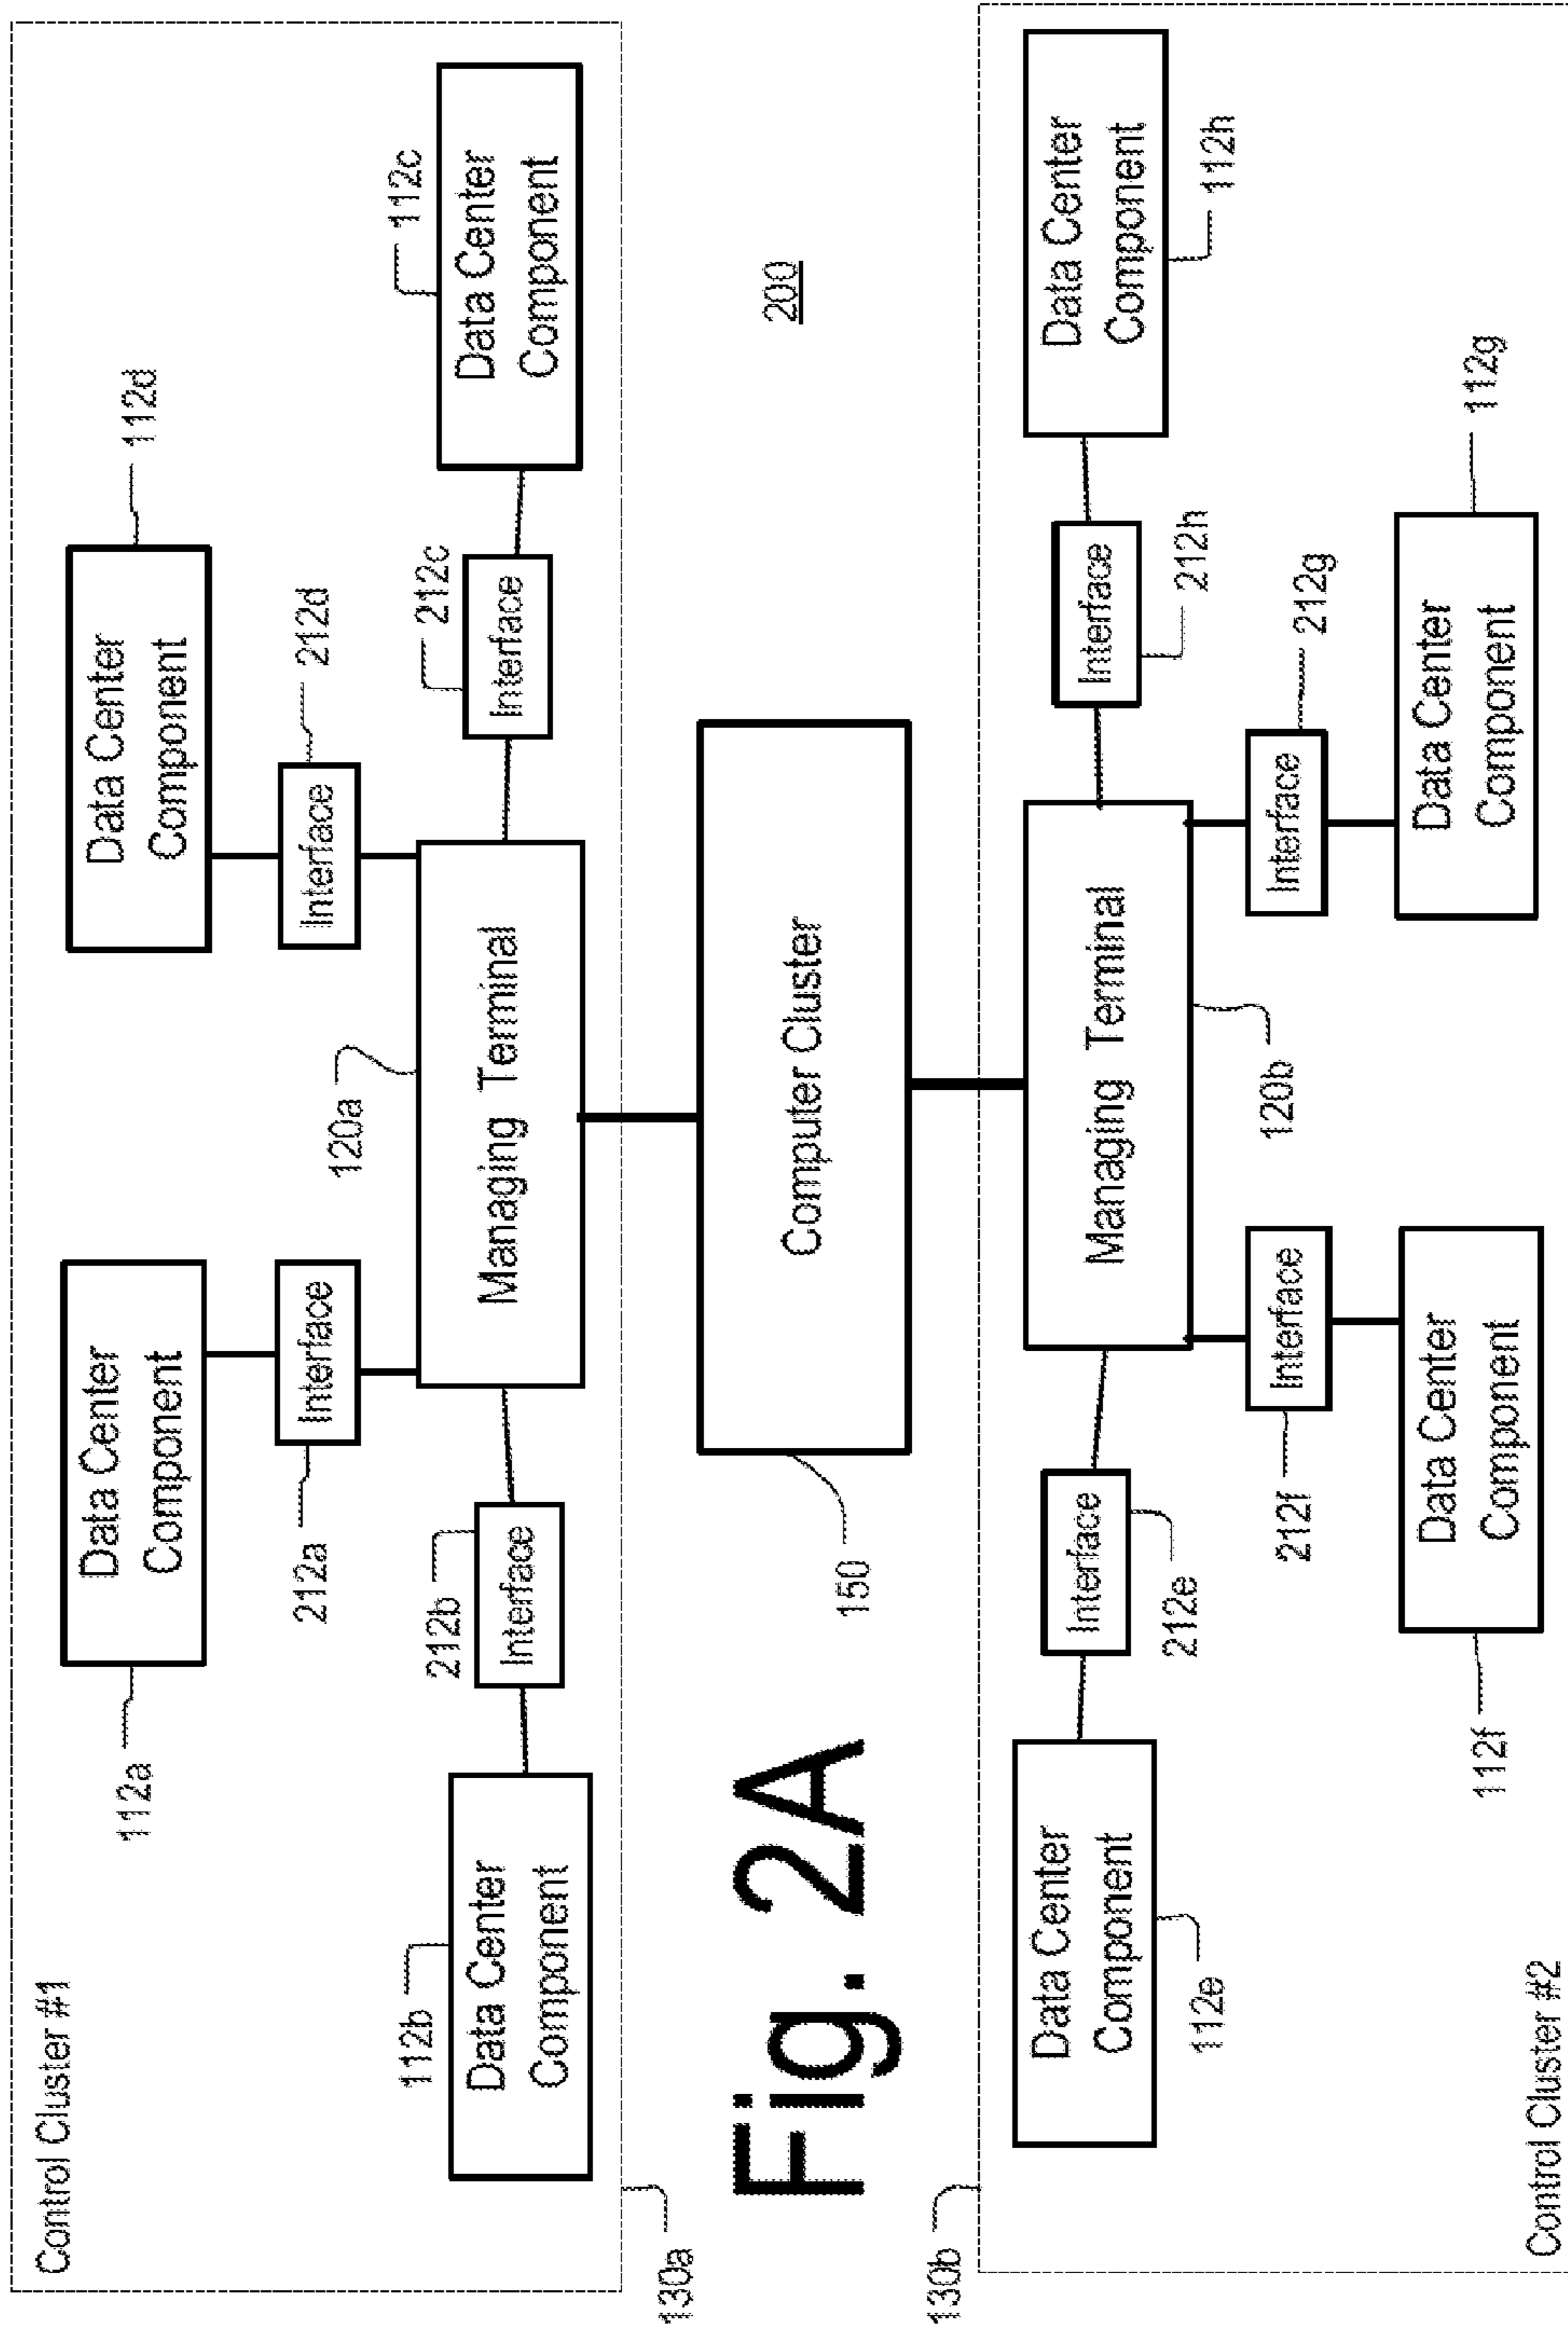 Control Cluster #1
112a
Data Center
Component
112d
Data Center
Component
212a
Interface
212d
Interface
112b
Data Center
Component
212b
Interface
120a
Managing Terminal
212c
Interface
112c
Data Center
Component
130a
Fig. 2A
150
Computer Cluster
200
130b
Data Center
Component
112e
Interface
212e
Managing Terminal
120b
Interface
212h
Data Center
Component
112h
Interface
212f
Interface
212g
Data Center
Component
112f
Data Center
Component
112g
Control Cluster #2